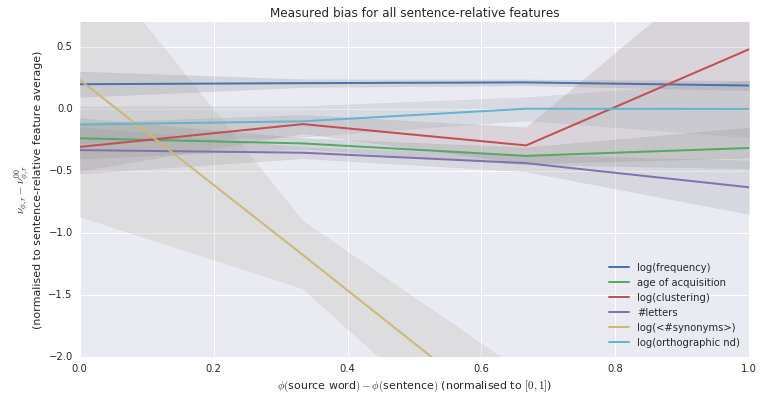 Measured bias for all sentence-relative features
0.5
0.0
−0.5
−1.0
−1.5
−2.0
ν_{ϕ,r} − ν_{ϕ,r}^{00}
(normalised to sentence-relative feature average)
log(frequency)
age of acquisition
log(clustering)
#letters
log(<#synonyms>)
log(orthographic nd)
0.0 0.2 0.4 0.6 0.8 1.0
ϕ(source word) − ϕ(sentence) (normalised to [0, 1])